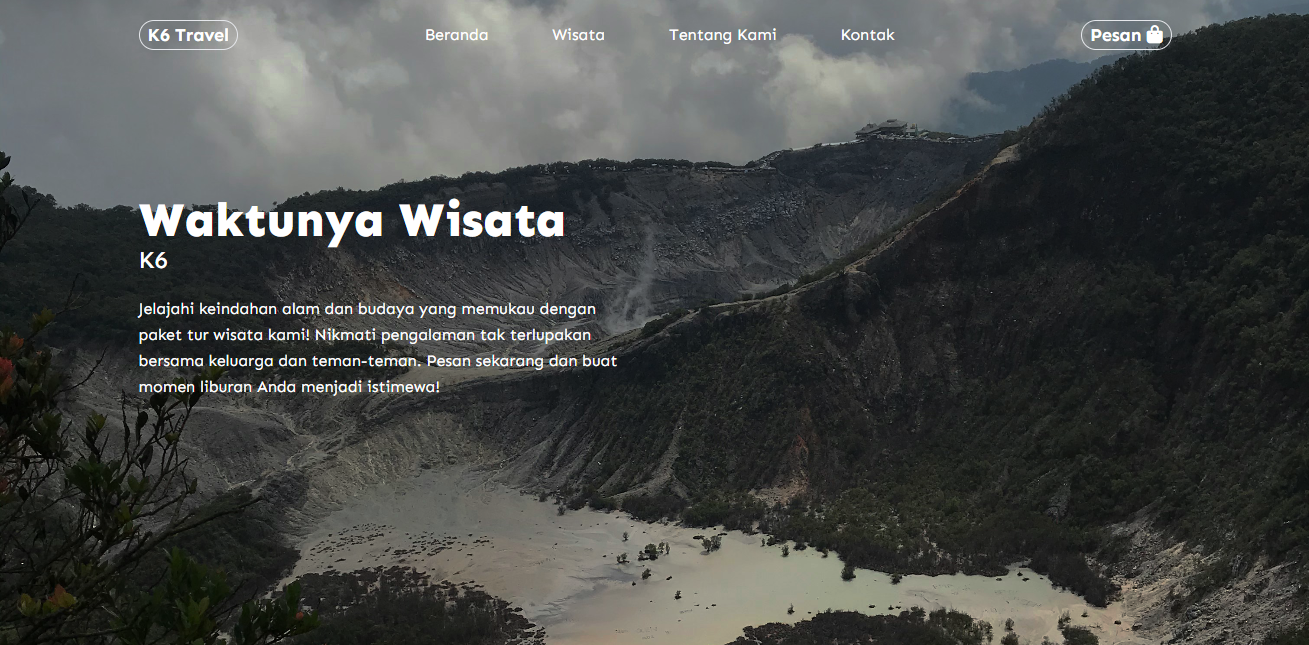 K6 Travel
Beranda
Wisata
Tentang Kami
Kontak
Pesan
Waktunya Wisata
K6
Jelajahi keindahan alam dan budaya yang memukau dengan
paket tur wisata kami! Nikmati pengalaman tak terlupakan
bersama keluarga dan teman-teman. Pesan sekarang dan buat
momen liburan Anda menjadi istimewa!